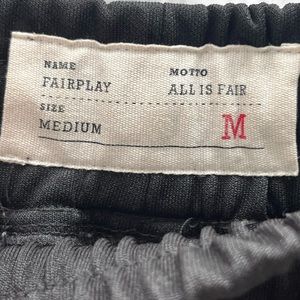 NAME MOTTO
FAIRPLAY ALL IS FAIR
SIZE
MEDIUM M